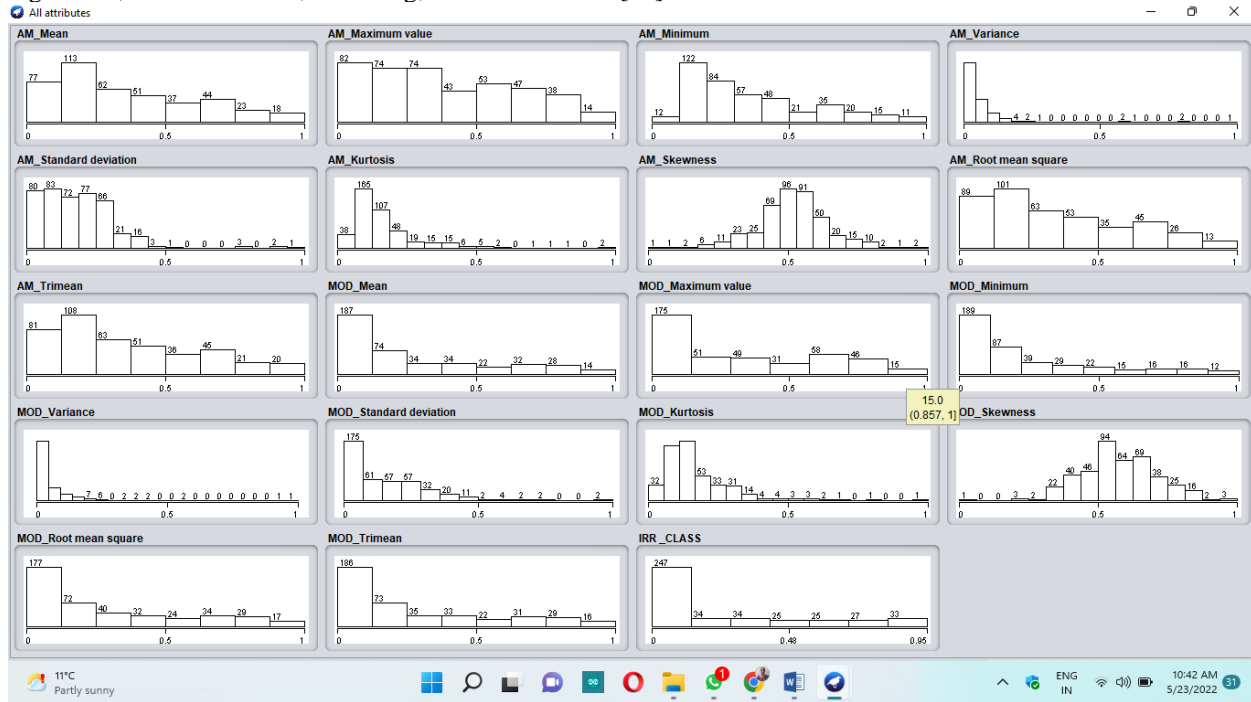 All attributes
AM_Mean AM_Maximum value AM_Minimum AM_Variance
77 113 62 51 37 44 23 18
0 0.5 1
82 74 74 43 53 47 38 14
0 0.5 1
12 122 84 57 48 21 35 20 15 11
0 0.5 1
4 2 1 0 0 0 0 0 0 2 1 0 0 0 2 0 0 0 1
0 0.5 1
AM_Standard deviation AM_Kurtosis AM_Skewness AM_Root mean square
80 83 72 77 66 21 16 3 1 0 0 0 3 0 2 1
0 0.5 1
38 165 107 48 19 15 15 6 5 2 0 1 1 1 0 2
0 0.5 1
1 1 2 6 11 23 25 69 96 91 50 20 15 10 2 1 2
0 0.5 1
89 101 63 53 35 45 26 13
0 0.5 1
AM_Trimean MOD_Mean MOD_Maximum value MOD_Minimum
81 108 63 51 36 45 21 20
0 0.5 1
187 74 34 34 22 32 28 14
0 0.5 1
175 51 49 31 58 46 15
0 0.5 1
189 87 39 29 22 15 16 16 12
0 0.5 1
15.0
(0.857, 1]
MOD_Variance MOD_Standard deviation MOD_Kurtosis OD_Skewness
7 6 0 2 2 2 0 0 2 0 0 0 0 0 0 1 1
0 0.5 1
175 61 57 57 32 20 11 2 4 2 2 0 0 2
0 0.5 1
32 53 33 31 14 4 4 3 3 2 1 0 1 0 0 1
0 0.5 1
1 0 0 3 2 22 40 46 94 64 69 38 25 16 2 3
0 0.5 1
MOD_Root mean square MOD_Trimean IRR_CLASS
177 72 40 32 24 34 29 17
0 0.5 1
186 73 35 33 22 31 29 16
0 0.5 1
247 34 34 25 25 27 33
0 0.48 0.95
11°C
Partly sunny
1
W
ENG
IN
10:42 AM
5/23/2022
31